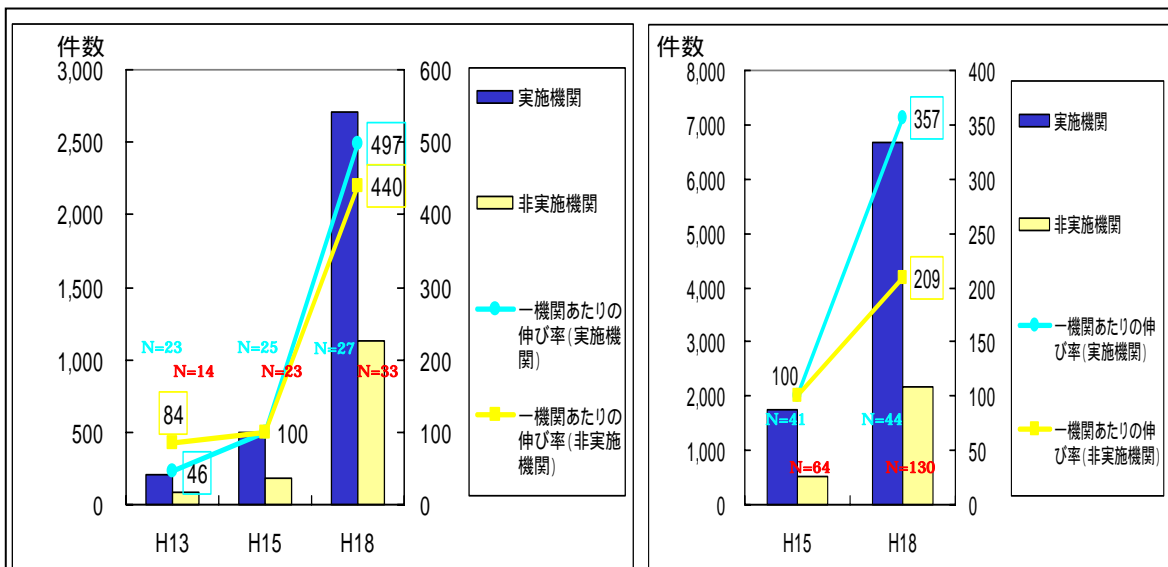 件数
3,000
2,500
2,000
1,500
1,000
500
0
600
500
400
300
200
100
0
497
440
N=23
N=25
N=27
N=14
N=23
N=33
84
100
46
H13
H15
H18
実施機関
非実施機関
一機関あたりの
伸び率(実施機
関)
一機関あたりの
伸び率(非実施
機関)
件数
8,000
7,000
6,000
5,000
4,000
3,000
2,000
1,000
0
400
350
300
250
200
150
100
50
0
357
209
100
N=41
N=44
N=64
N=130
H15
H18
実施機関
非実施機関
一機関あたりの伸
び率(実施機関)
一機関あたりの伸
び率(非実施機関)